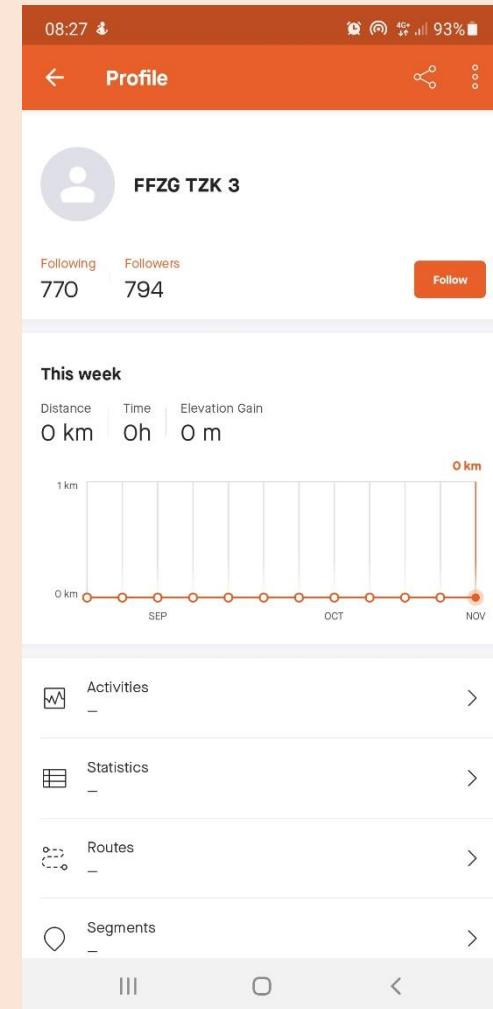 08:27 4G+ 93%
Profile
FFZG TZK 3
Following Followers
770 794
Follow
This week
Distance Time Elevation Gain
0 km 0h 0 m
0 km
1 km
0 km
SEP OCT NOV
Activities
–
Statistics
–
Routes
–
Segments
–